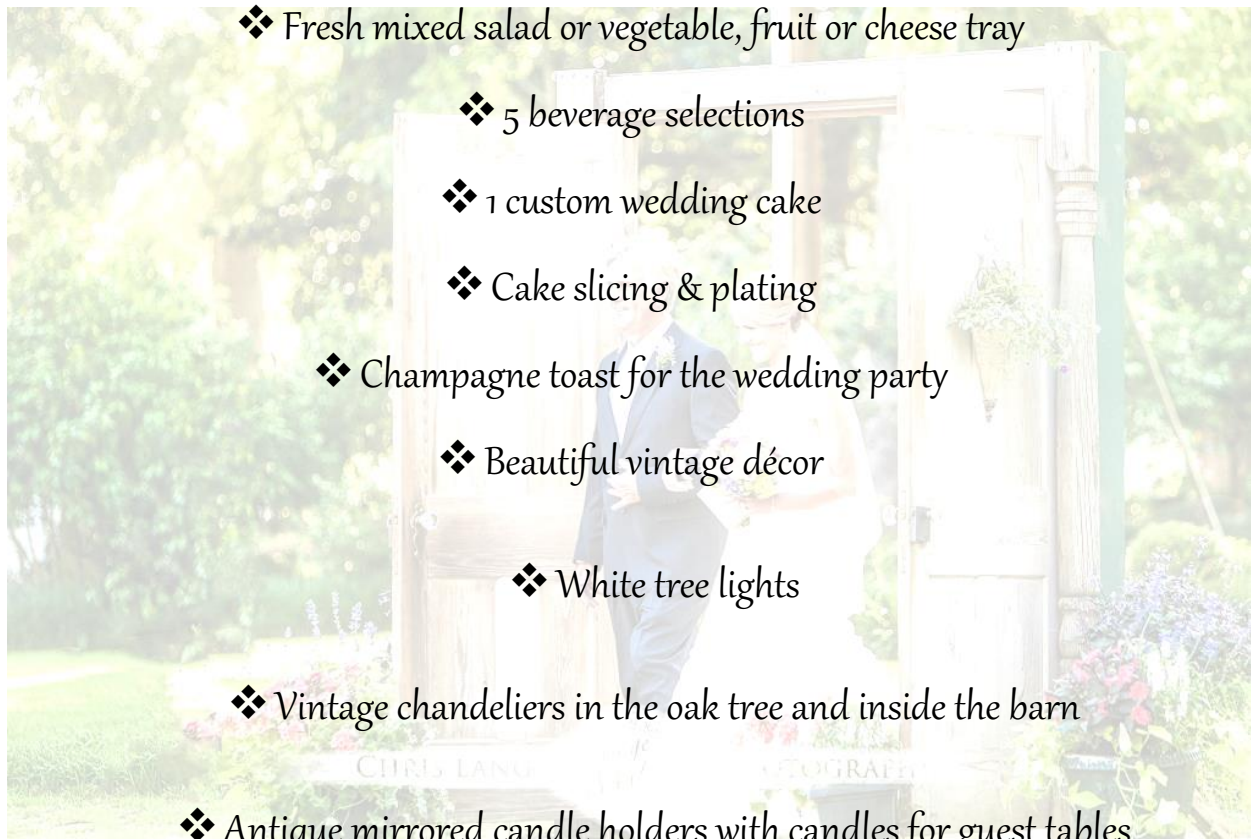 ❖ Fresh mixed salad or vegetable, fruit or cheese tray
❖ 5 beverage selections
❖ 1 custom wedding cake
❖ Cake slicing & plating
❖ Champagne toast for the wedding party
❖ Beautiful vintage décor
❖ White tree lights
❖ Vintage chandeliers in the oak tree and inside the barn
CHRIS LANG
❖ Antique mirrored candle holders with candles for guest tables